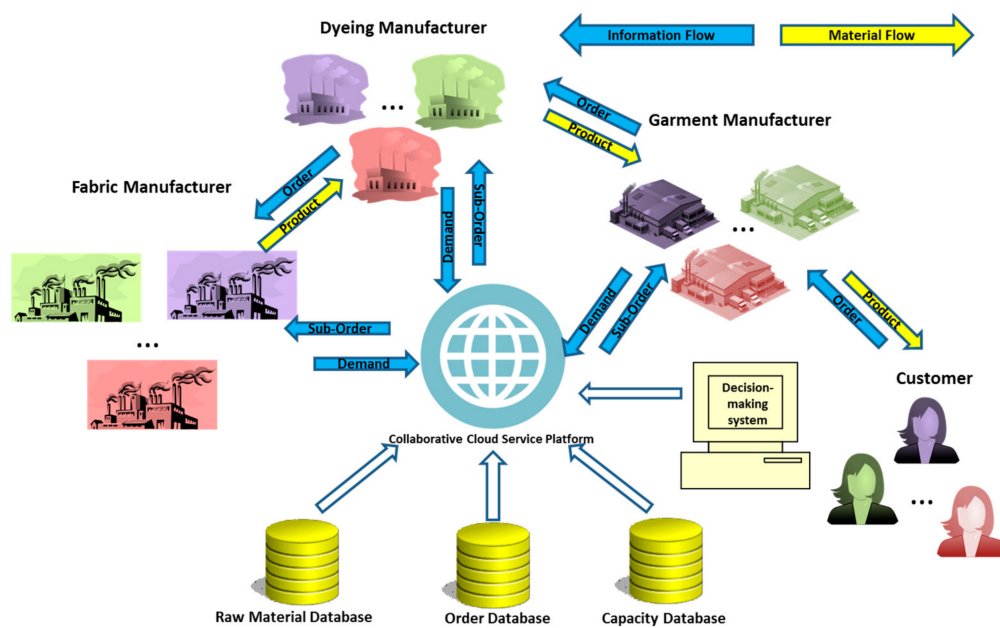 Dyeing Manufacturer
Information Flow
Material Flow
...
Order
Product
Garment Manufacturer
Fabric Manufacturer
Order
Product
Demand
Sub-Order
...
Sub-Order
Demand
...
Demand
Sub-Order
Product
Order
Customer
Decision-
making
system
Collaborative Cloud Service Platform
...
Raw Material Database
Order Database
Capacity Database